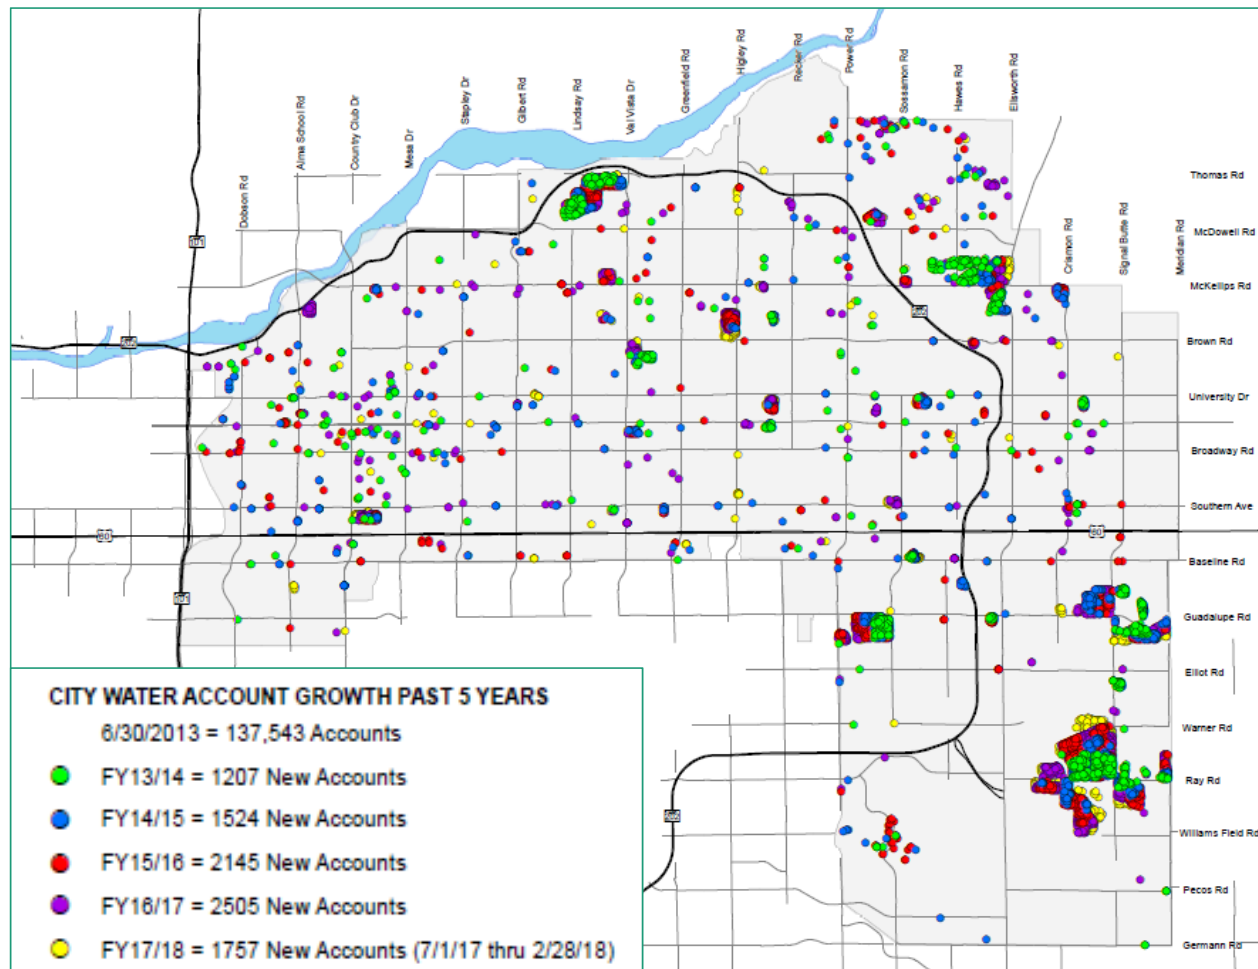 Dobson Rd
Alma School Rd
Country Club Dr
Mesa Dr
Stapley Dr
Gilbert Rd
Lindsay Rd
Val Vista Dr
Greenfield Rd
Higley Rd
Recker Rd
Power Rd
Sossamon Rd
Hawes Rd
Ellsworth Rd
Crismon Rd
Signal Butte Rd
Meridian Rd
Thomas Rd
McDowell Rd
McKellips Rd
Brown Rd
University Dr
Broadway Rd
Southern Ave
Baseline Rd
Guadalupe Rd
Elliot Rd
Warner Rd
Ray Rd
Williams Field Rd
Pecos Rd
Germann Rd
101
202
202
60
60
101
202
CITY WATER ACCOUNT GROWTH PAST 5 YEARS
6/30/2013 = 137,543 Accounts
FY13/14 = 1207 New Accounts
FY14/15 = 1524 New Accounts
FY15/16 = 2145 New Accounts
FY16/17 = 2505 New Accounts
FY17/18 = 1757 New Accounts (7/1/17 thru 2/28/18)